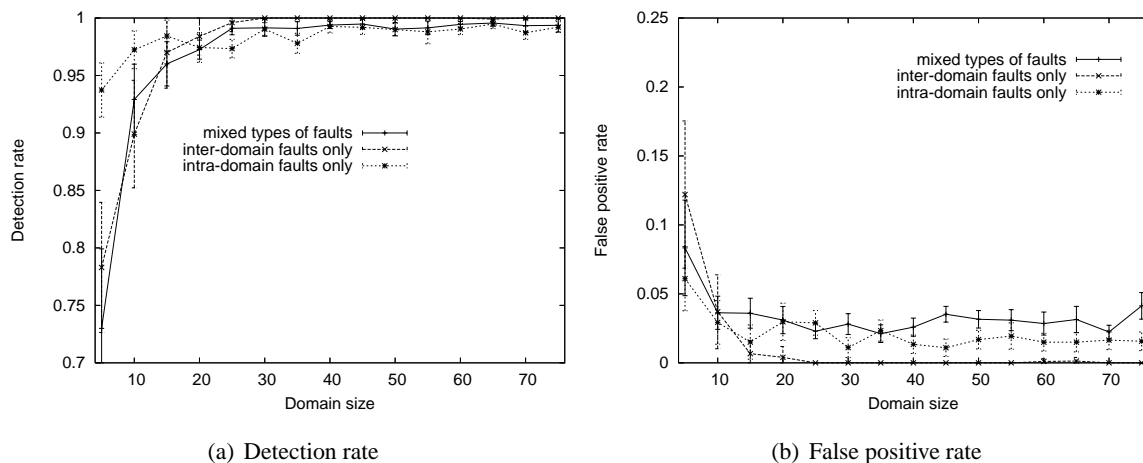 1
0.95
0.9
0.85
0.8
0.75
0.7
Detection rate
10 20 30 40 50 60 70
Domain size
mixed types of faults
inter-domain faults only
intra-domain faults only
(a) Detection rate
0.25
0.2
0.15
0.1
0.05
0
False positive rate
10 20 30 40 50 60 70
Domain size
mixed types of faults
inter-domain faults only
intra-domain faults only
(b) False positive rate